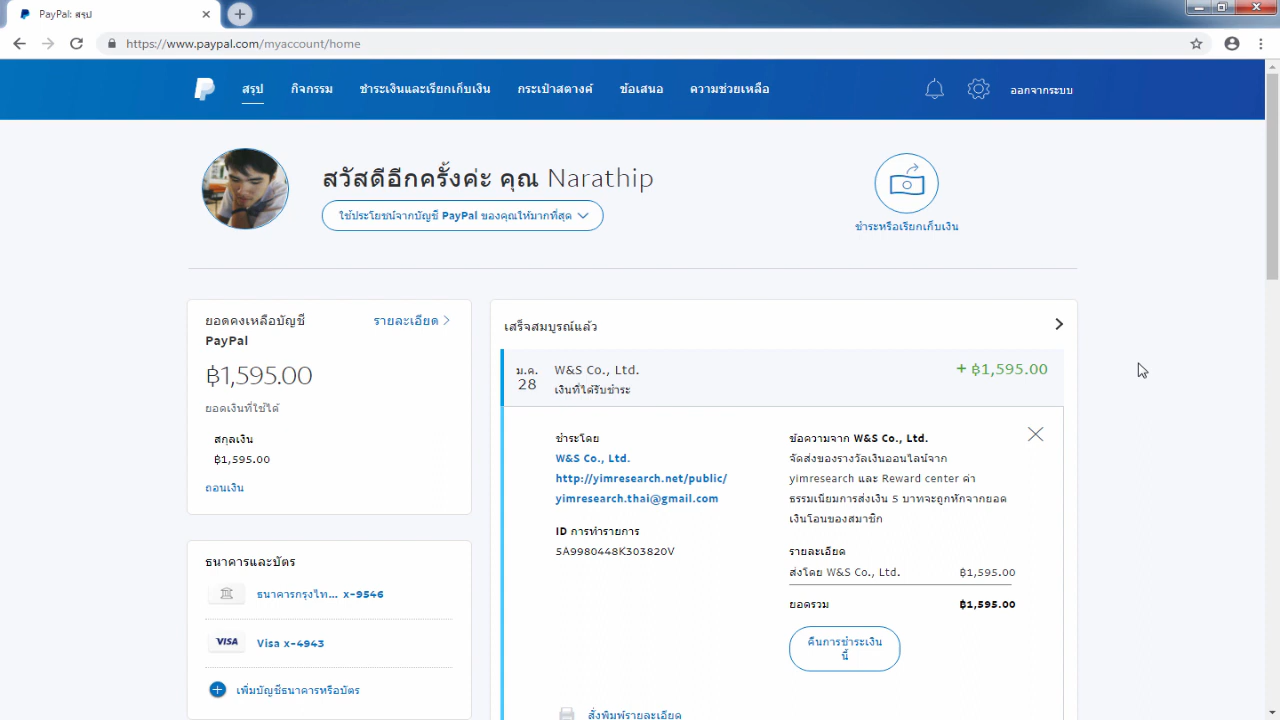 PayPal: สรุป
https://www.paypal.com/myaccount/home
สรุป กิจกรรม ชำระเงินและเรียกเก็บเงิน กระเป๋าสตางค์ ข้อเสนอ ความช่วยเหลือ ออกจากระบบ
สวัสดีอีกครั้งค่ะ คุณ Narathip
ใช้ประโยชน์จากบัญชี PayPal ของคุณให้มากที่สุด
ชำระหรือเรียกเก็บเงิน
ยอดคงเหลือบัญชี
PayPal
รายละเอียด
฿1,595.00
ยอดเงินที่ใช้ได้
สกุลเงิน
฿1,595.00
ถอนเงิน
ธนาคารและบัตร
ธนาคารกรุงไท... x-9546
VISA Visa x-4943
เพิ่มบัญชีธนาคารหรือบัตร
เสร็จสมบูรณ์แล้ว
ม.ค.
28
W&S Co., Ltd.
เงินที่ได้รับชำระ
+ ฿1,595.00
ชำระโดย
W&S Co., Ltd.
http://yimresearch.net/public/
yimresearch.thai@gmail.com
ID การทำรายการ
5A9980448K303820V
ข้อความจาก W&S Co., Ltd.
จัดส่งของรางวัลเงินออนไลน์จาก
yimresearch และ Reward center ค่า
ธรรมเนียมการส่งเงิน 5 บาทจะถูกหักจากยอด
เงินโอนของสมาชิก
รายละเอียด
ส่งโดย W&S Co., Ltd. ฿1,595.00
ยอดรวม ฿1,595.00
คืนการชำระเงิน
นี้
สั่งพิมพ์รายละเอียด